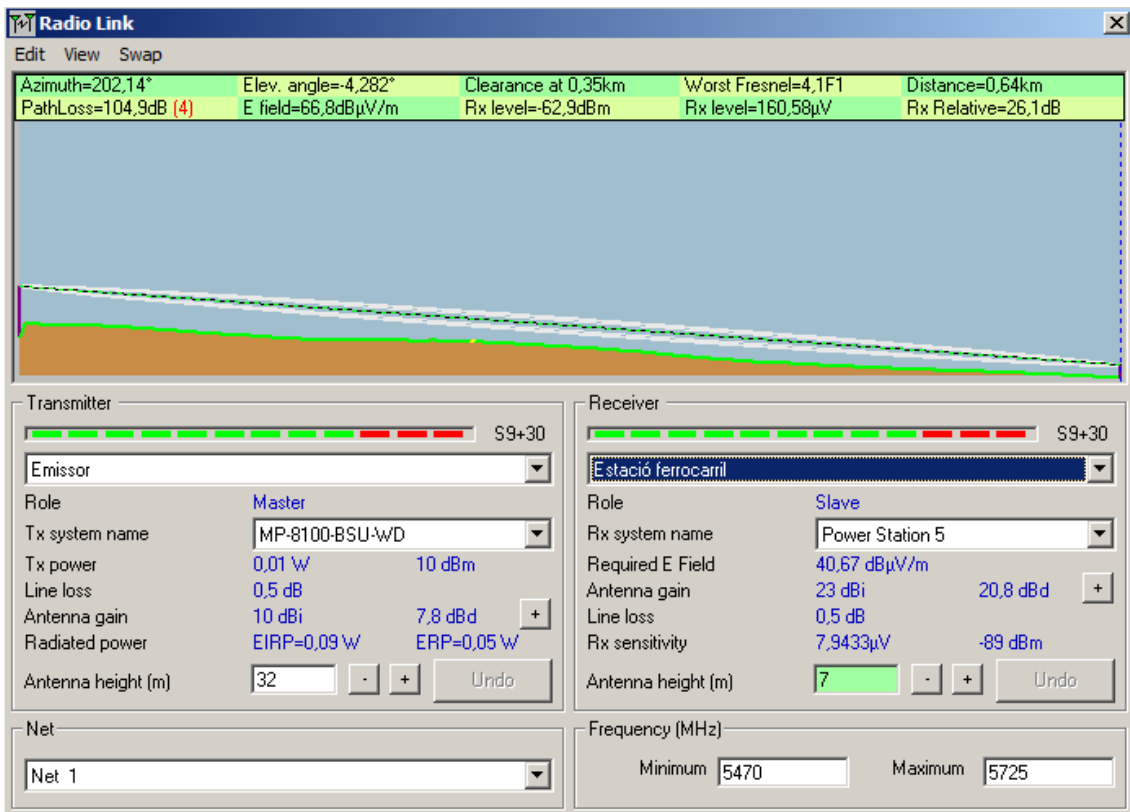 Radio Link
Edit View Swap
Azimuth=202,14° Elev. angle=-4,282° Clearance at 0,35km Worst Fresnel=4,1F1 Distance=0,64km
PathLoss=104,9dB (4) E field=66,8dBµV/m Rx level=-62,9dBm Rx level=160,58µV Rx Relative=26,1dB
Transmitter
S9+30
Emissor
Role Master
Tx system name MP-8100-BSU-WD
Tx power 0,01 W 10 dBm
Line loss 0,5 dB
Antenna gain 10 dBi 7,8 dBd +
Radiated power EIRP=0,09 W ERP=0,05 W
Antenna height (m) 32 - + Undo
Receiver
S9+30
Estació ferrocarril
Role Slave
Rx system name Power Station 5
Required E Field 40,67 dBµV/m
Antenna gain 23 dBi 20,8 dBd +
Line loss 0,5 dB
Rx sensitivity 7,9433µV -89 dBm
Antenna height (m) 7 - + Undo
Net
Net 1
Frequency (MHz)
Minimum 5470 Maximum 5725